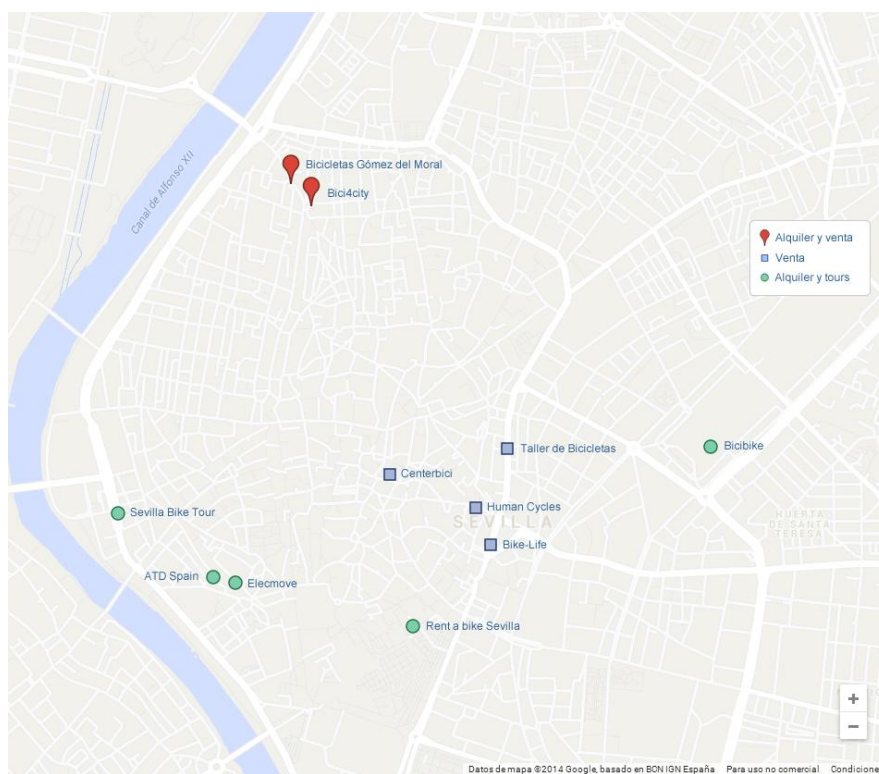 Canal de Alfonso XII
Bicicletas Gómez del Moral
Bici4city
Alquiler y venta
Venta
Alquiler y tours
Taller de Bicicletas
Bicibike
Centerbici
Human Cycles
Sevilla Bike Tour
SEVILLA
HUERTA
DE SANTA
TERESA
Bike-Life
ATD Spain
Elecmove
Rent a bike Sevilla
+
−
Datos de mapa ©2014 Google, basado en BCN IGN España Para uso no comercial Condicione